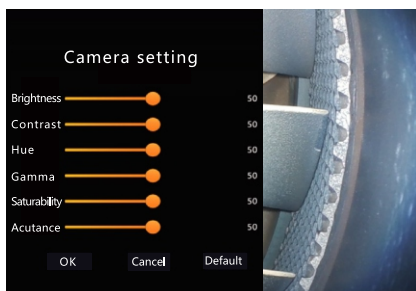 Camera setting
Brightness 50
Contrast 50
Hue 50
Gamma 50
Saturability 50
Acutance 50
OK Cancel Default